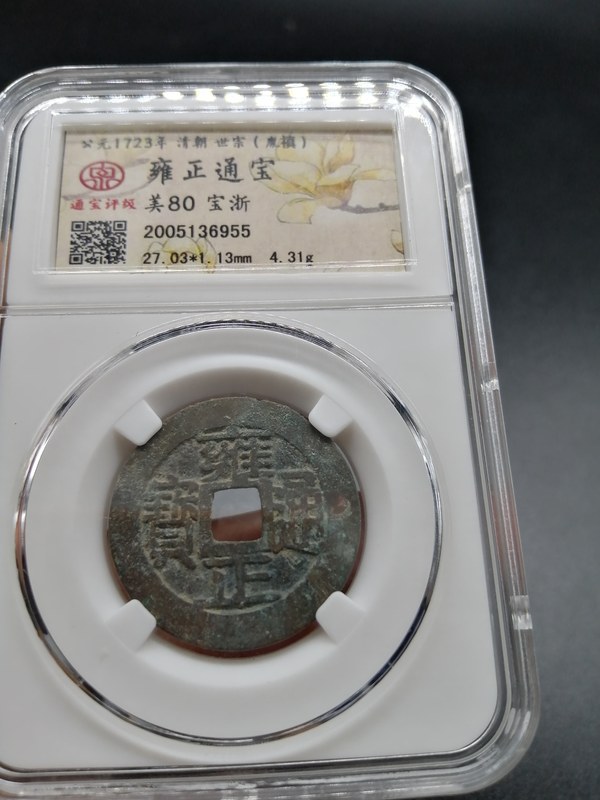 公元1723年 清朝 世宗(胤禛)
雍正通宝
通宝评级
美80 宝浙
2005136955
27.03*1.13mm 4.31g
雍正通寳